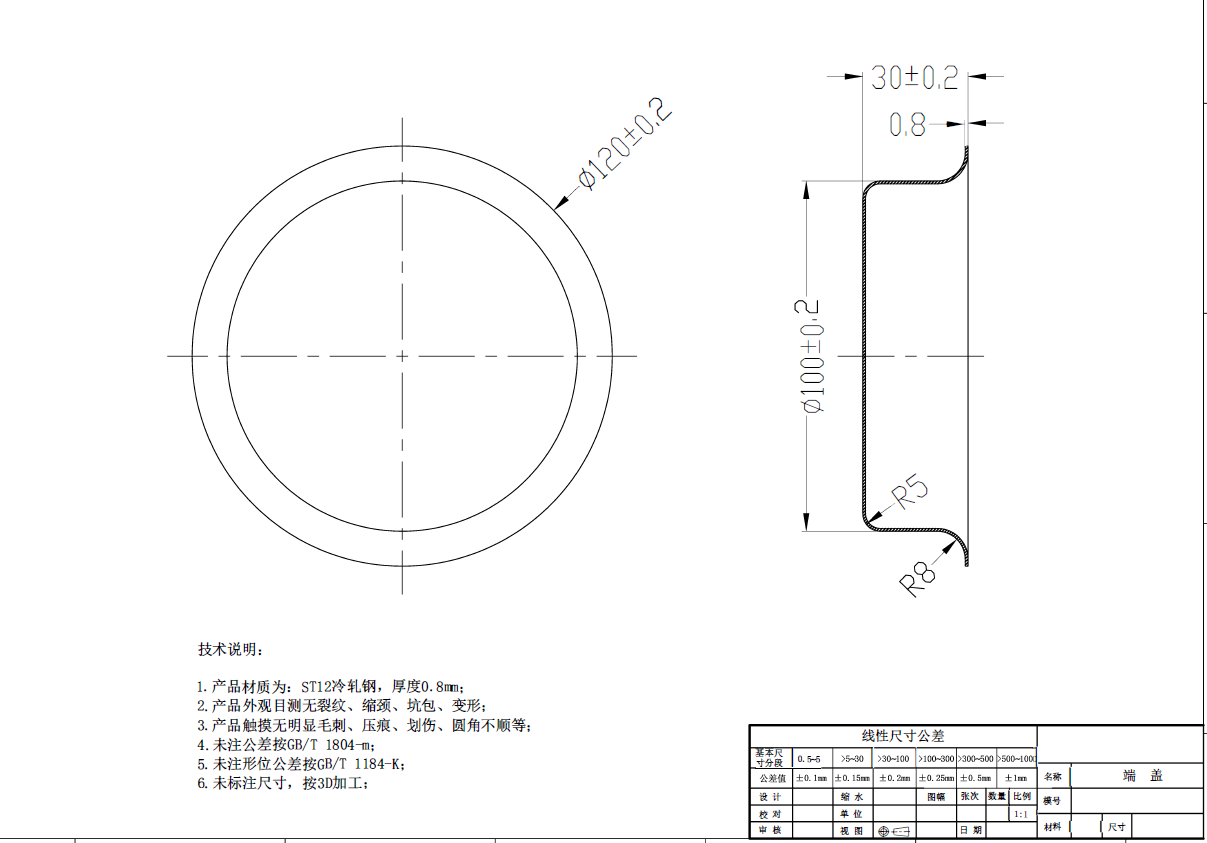 30±0.2
0.8
Ø120±0.2
Ø100±0.2
R5
R8
技术说明：
1.产品材质为：ST12冷轧钢，厚度0.8mm；
2.产品外观目测无裂纹、缩颈、坑包、变形；
3.产品触摸无明显毛刺、压痕、划伤、圆角不顺等；
4.未注公差按GB/T 1804-m；
5.未注形位公差按GB/T 1184-K；
6.未标注尺寸，按3D加工；
线性尺寸公差
基本尺寸分段 0.5~5 >5~30 >30~100 >100~300 >300~500 >500~1000
公差值 ±0.1mm ±0.15mm ±0.2mm ±0.25mm ±0.5mm ±1mm
名称 端 盖
设 计 缩 水 图幅 张次 数量 比例
模号
校 对 单 位 1:1
审 核 视 图 日 期
材料 尺寸